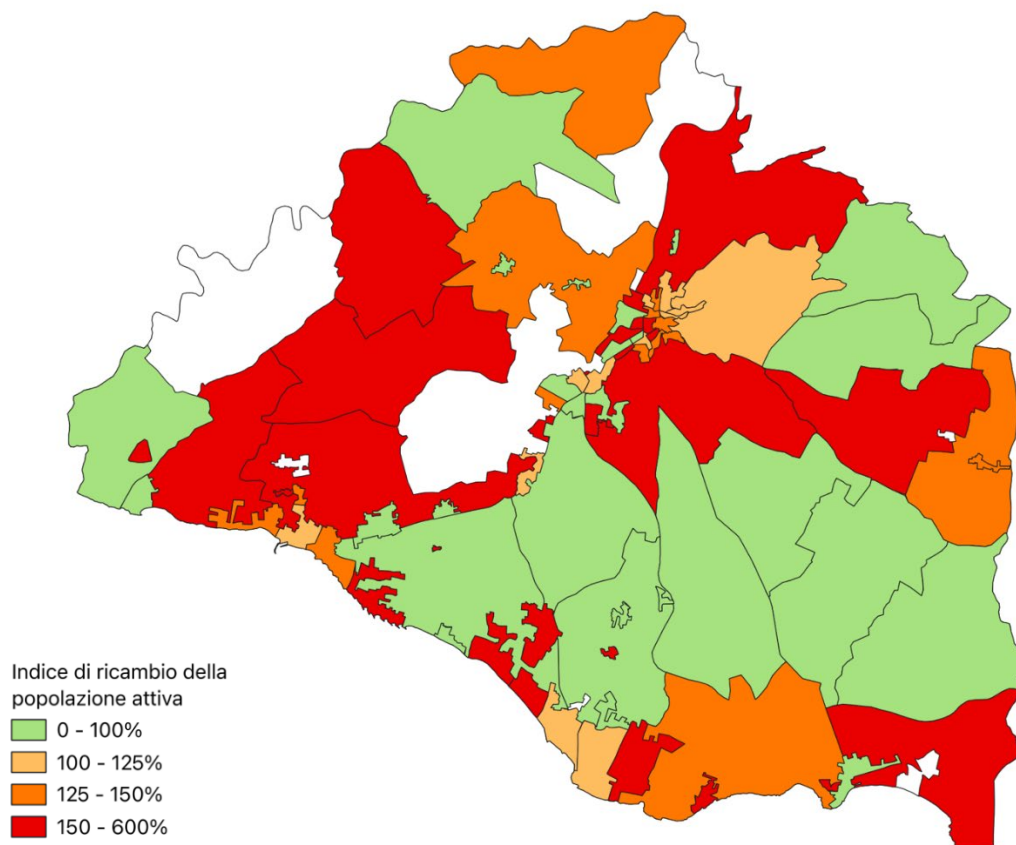 Indice di ricambio della
popolazione attiva
0 - 100%
100 - 125%
125 - 150%
150 - 600%